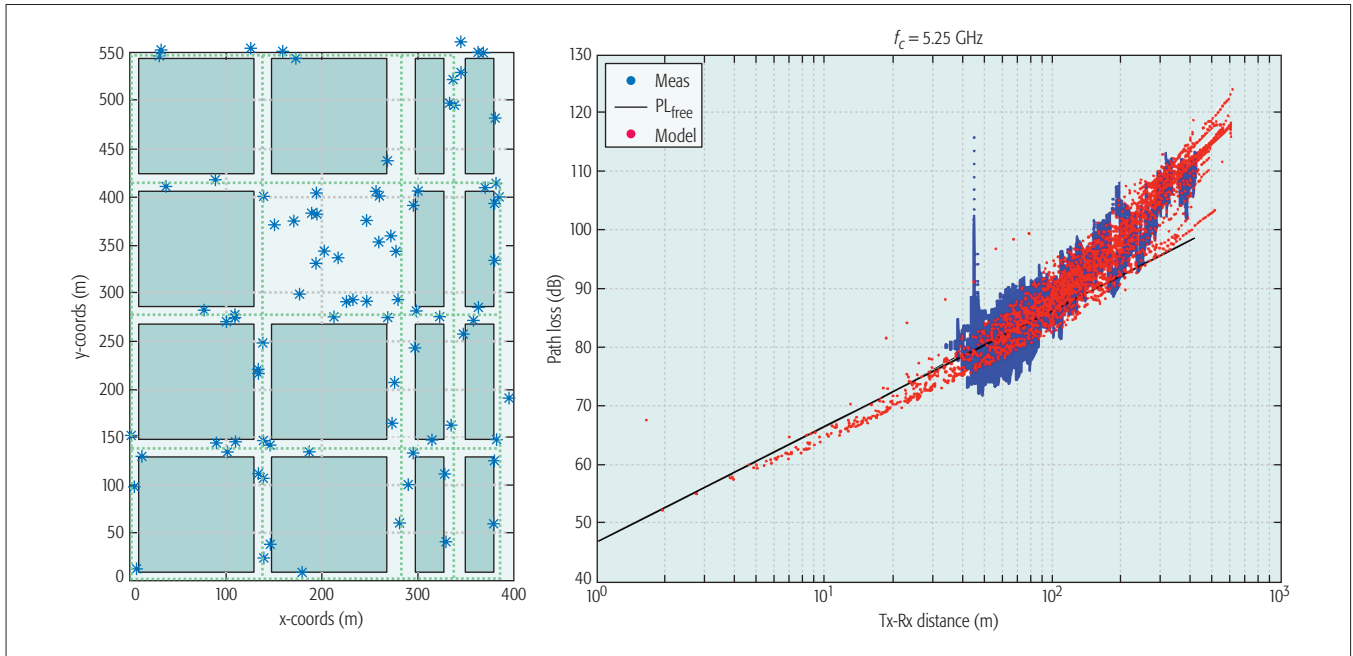 550
500
450
400
350
300
250
200
150
100
50
0
y-coords (m)
0 100 200 300 400
x-coords (m)
f_c = 5.25 GHz
130
120
110
100
90
80
70
60
50
40
Path loss (dB)
Meas
PL_free
Model
10^0 10^1 10^2 10^3
Tx-Rx distance (m)